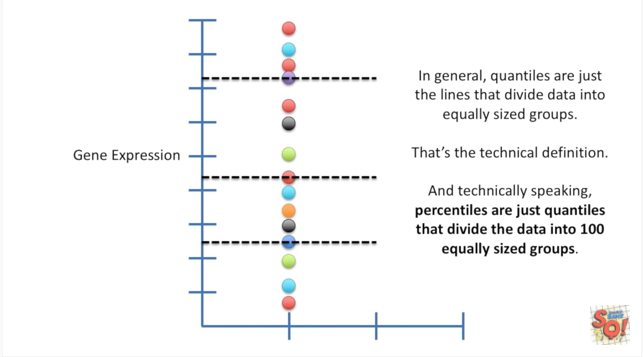 Gene Expression
In general, quantiles are just
the lines that divide data into
equally sized groups.
That's the technical definition.
And technically speaking,
percentiles are just quantiles
that divide the data into 100
equally sized groups.
SQ!